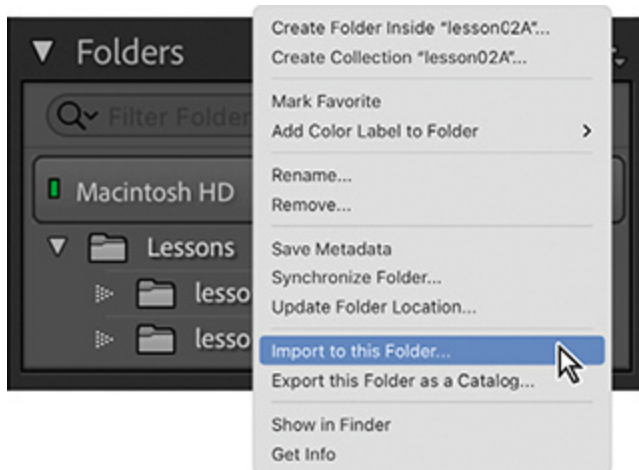 Folders
Filter Folder
Macintosh HD
Lessons
lesso
lesso
Create Folder Inside "lesson02A"...
Create Collection "lesson02A"...
Mark Favorite
Add Color Label to Folder
Rename...
Remove...
Save Metadata
Synchronize Folder...
Update Folder Location...
Import to this Folder...
Export this Folder as a Catalog...
Show in Finder
Get Info